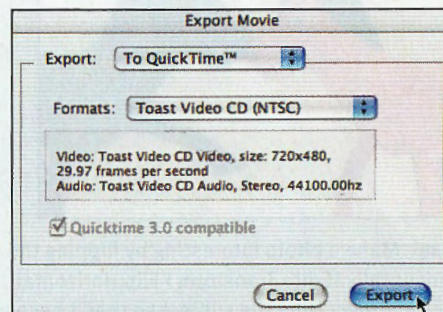 Export Movie
Export: To QuickTime™
Formats: Toast Video CD (NTSC)
Video: Toast Video CD Video, size: 720x480,
29.97 frames per second
Audio: Toast Video CD Audio, Stereo, 44100.00hz
Quicktime 3.0 compatible
Cancel Export